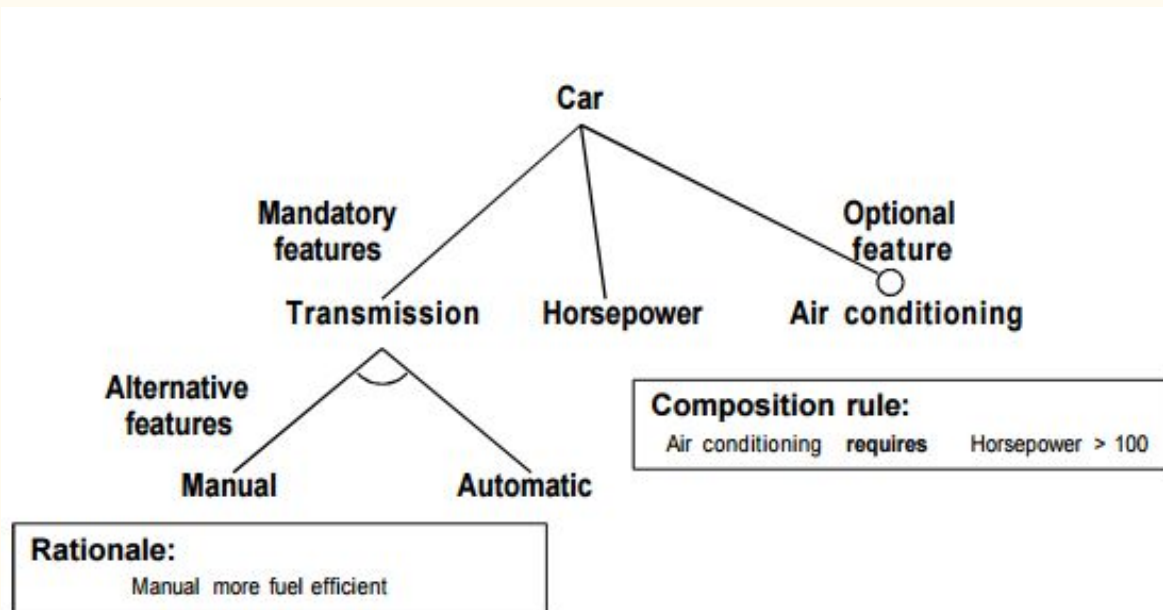 Car
Mandatory
features
Optional
feature
Transmission
Horsepower
Air conditioning
Alternative
features
Manual
Automatic
Composition rule:
Air conditioning requires Horsepower > 100
Rationale:
Manual more fuel efficient